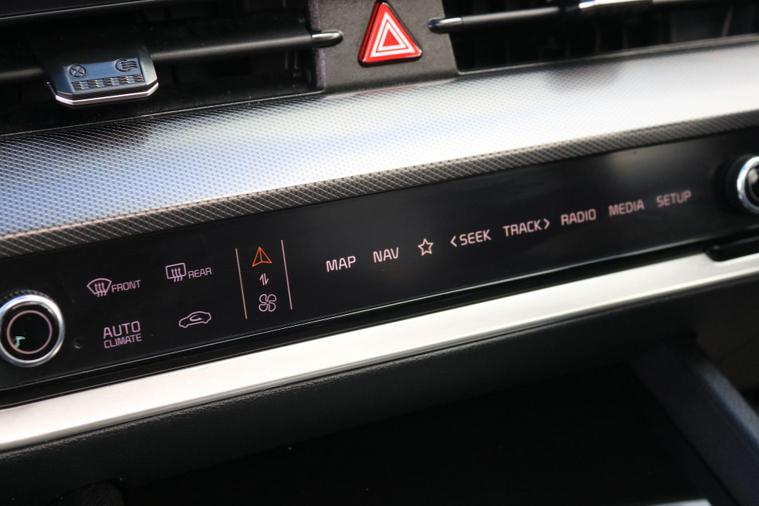 FRONT
REAR
AUTO
CLIMATE
MAP NAV <SEEK TRACK> RADIO MEDIA SETUP